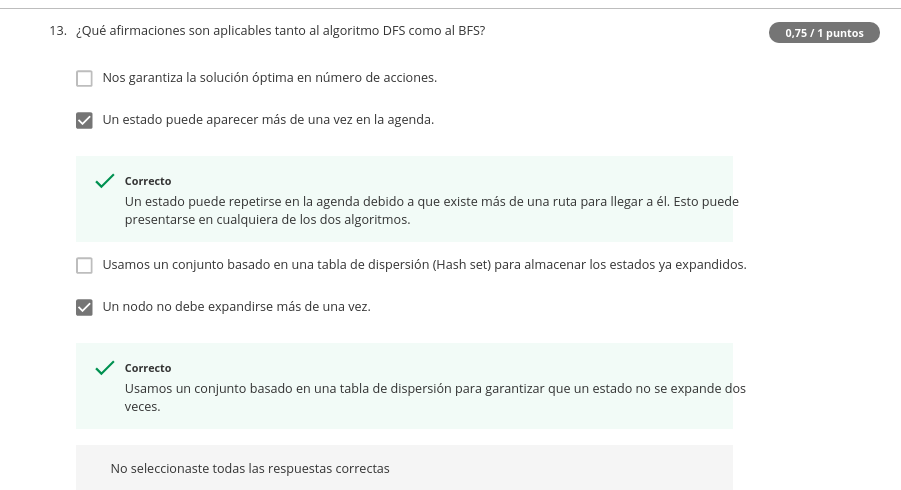 13. ¿Qué afirmaciones son aplicables tanto al algoritmo DFS como al BFS?
0,75 / 1 puntos
Nos garantiza la solución óptima en número de acciones.
Un estado puede aparecer más de una vez en la agenda.
Correcto
Un estado puede repetirse en la agenda debido a que existe más de una ruta para llegar a él. Esto puede
presentarse en cualquiera de los dos algoritmos.
Usamos un conjunto basado en una tabla de dispersión (Hash set) para almacenar los estados ya expandidos.
Un nodo no debe expandirse más de una vez.
Correcto
Usamos un conjunto basado en una tabla de dispersión para garantizar que un estado no se expande dos
veces.
No seleccionaste todas las respuestas correctas